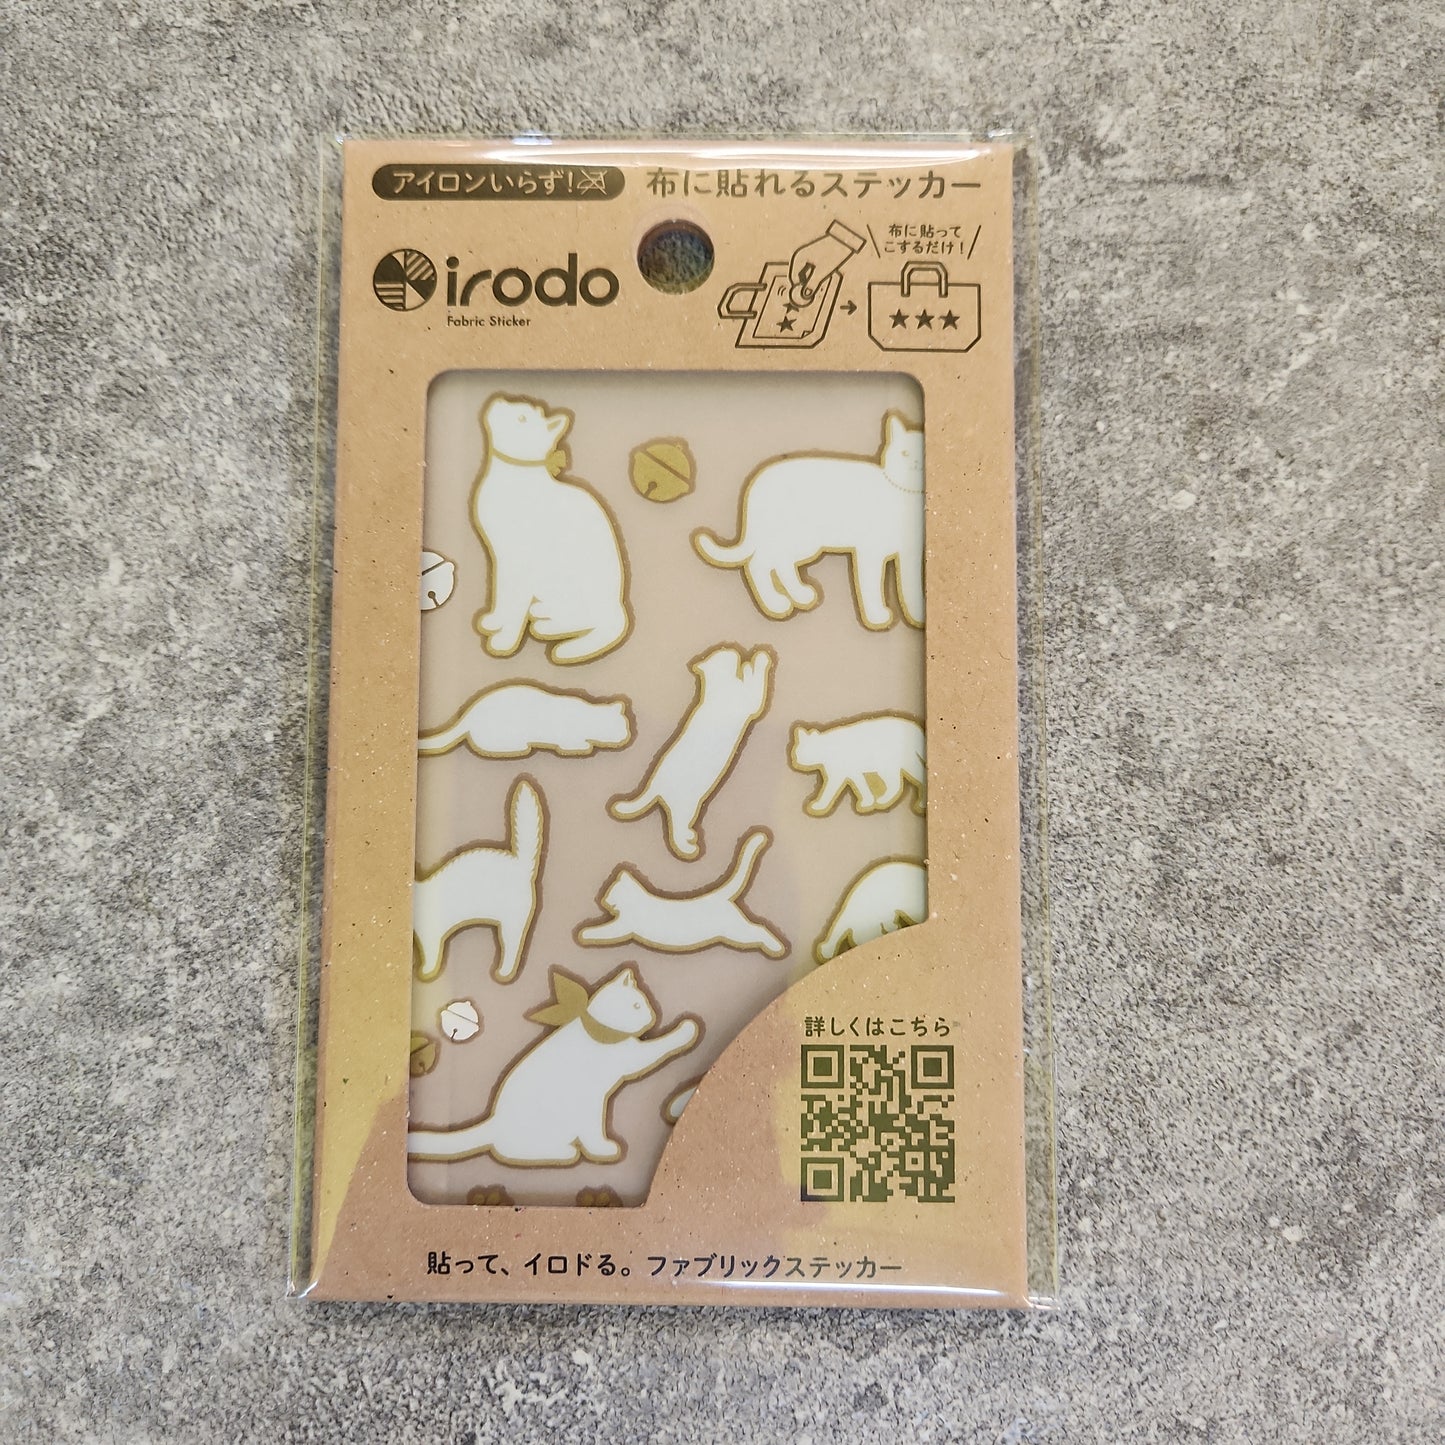 アイロンいらず!
布に貼れるステッカー
irodo
Fabric Sticker
布に貼って
こするだけ!
詳しくはこちら
貼って、イロドる。ファブリックステッカー